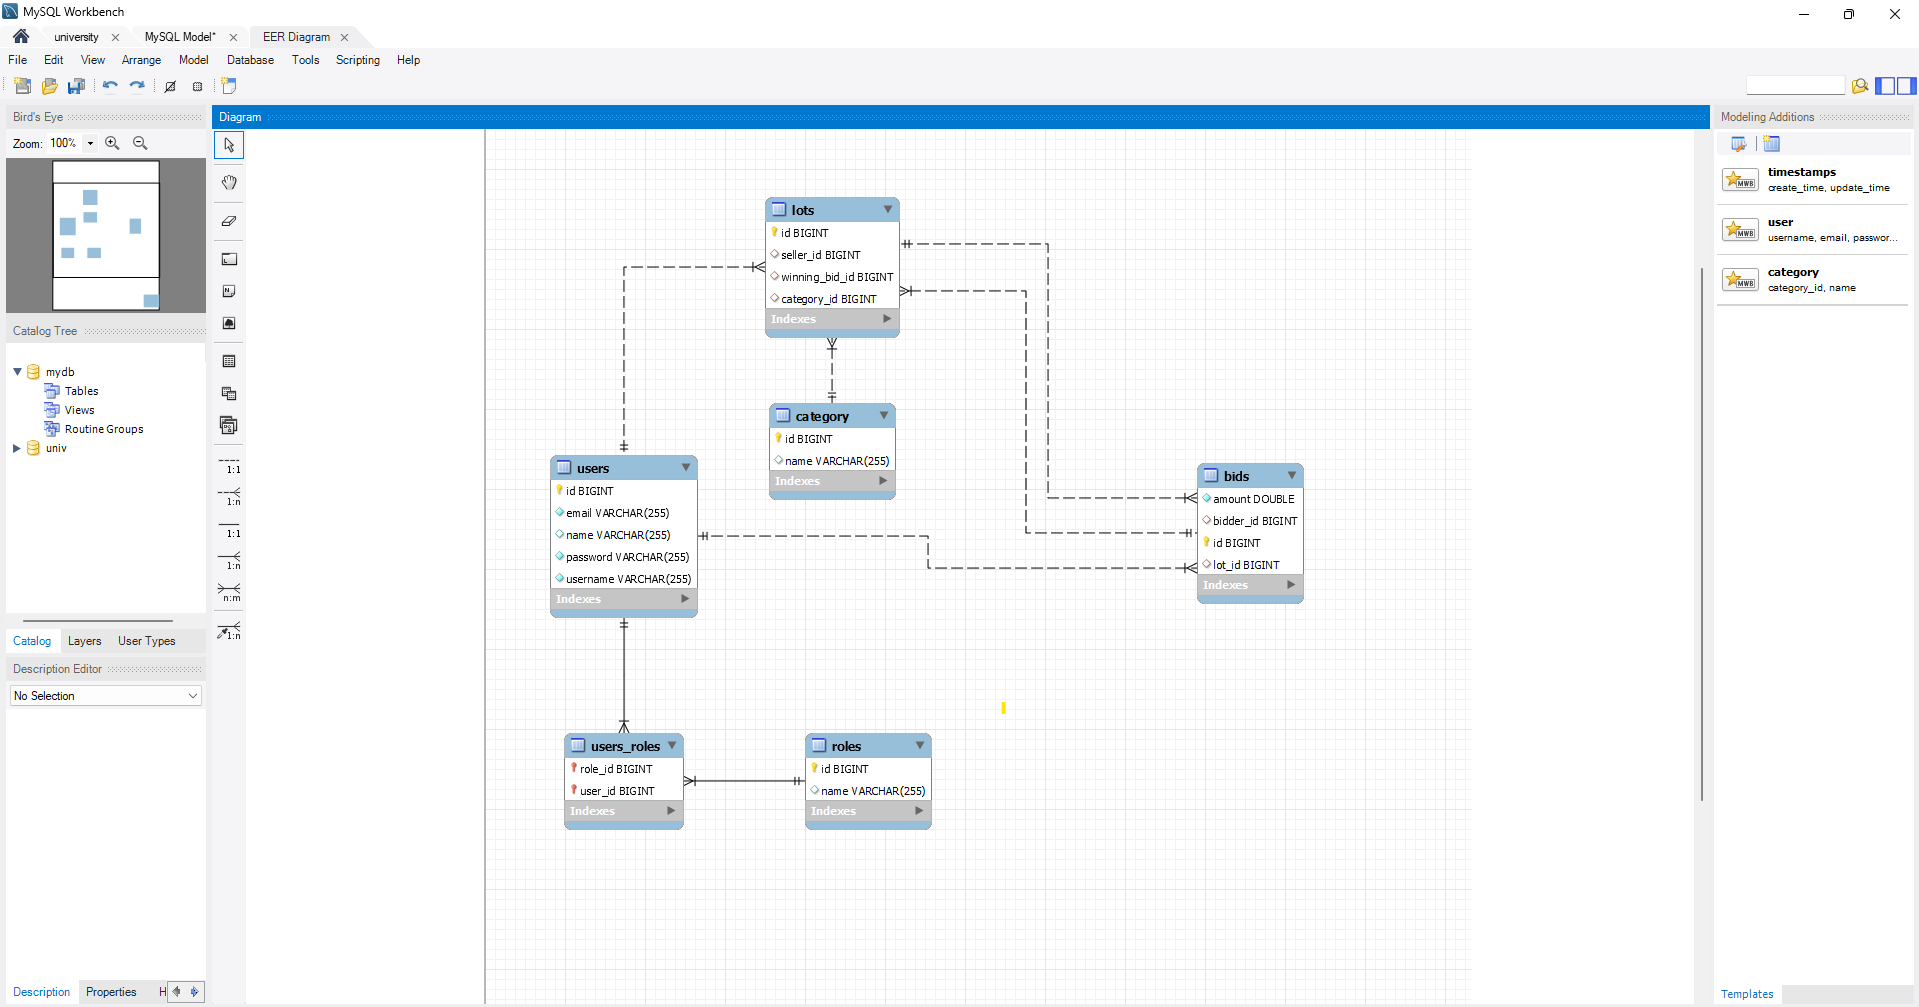 MySQL Workbench
university
MySQL Model*
EER Diagram
File Edit View Arrange Model Database Tools Scripting Help
Bird's Eye
Zoom: 100%
Catalog Tree
mydb
Tables
Views
Routine Groups
univ
Catalog Layers User Types
Description Editor
No Selection
Description Properties H
Diagram
1:1
1:n
1:1
1:n
n:m
1:n
lots
id BIGINT
seller_id BIGINT
winning_bid_id BIGINT
category_id BIGINT
Indexes
category
id BIGINT
name VARCHAR(255)
Indexes
users
id BIGINT
email VARCHAR(255)
name VARCHAR(255)
password VARCHAR(255)
username VARCHAR(255)
Indexes
bids
amount DOUBLE
bidder_id BIGINT
id BIGINT
lot_id BIGINT
Indexes
users_roles
role_id BIGINT
user_id BIGINT
Indexes
roles
id BIGINT
name VARCHAR(255)
Indexes
Modeling Additions
MWB
timestamps
create_time, update_time
MWB
user
username, email, passwor...
MWB
category
category_id, name
Templates